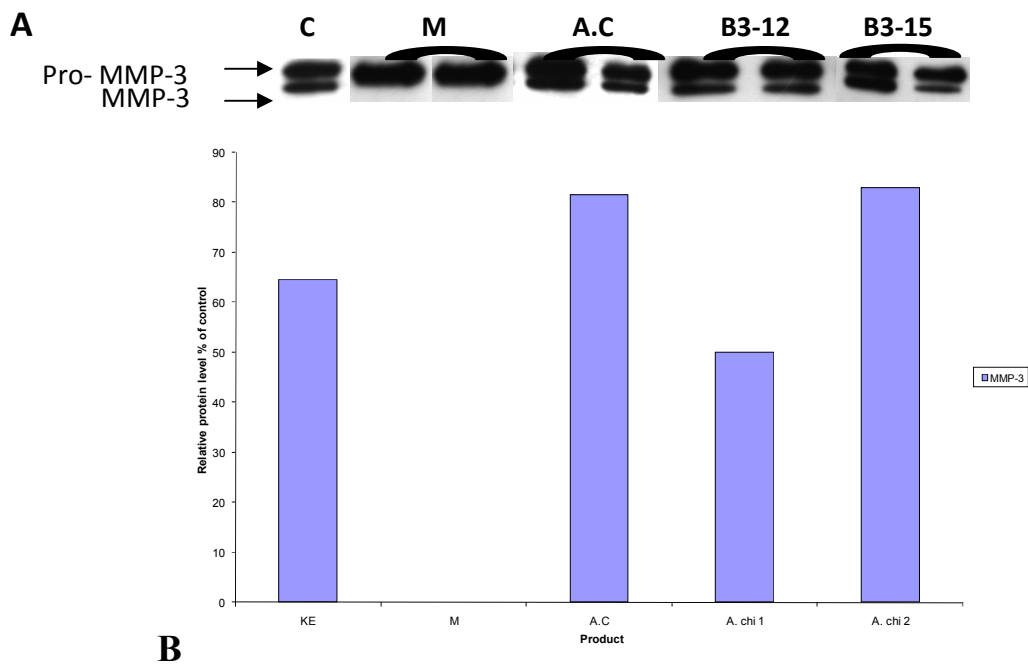 A
C M A.C B3-12 B3-15
Pro- MMP-3
MMP-3
90
80
70
60
50
40
30
20
10
0
Relative protein level % of control
KE M A.C A. chi 1 A. chi 2
Product
MMP-3
B